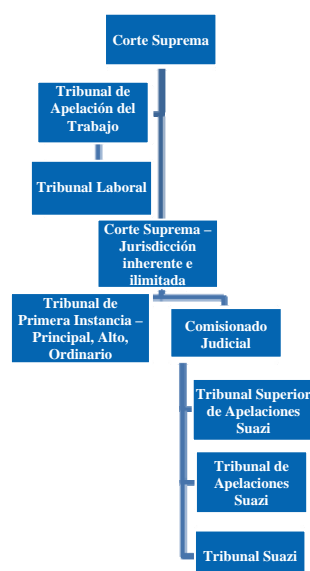 Corte Suprema
Tribunal de
Apelación del
Trabajo
Tribunal Laboral
Corte Suprema –
Jurisdicción
inherente e
ilimitada
Tribunal de
Primera Instancia –
Principal, Alto,
Ordinario
Comisionado
Judicial
Tribunal Superior
de Apelaciones
Suazi
Tribunal de
Apelaciones
Suazi
Tribunal Suazi